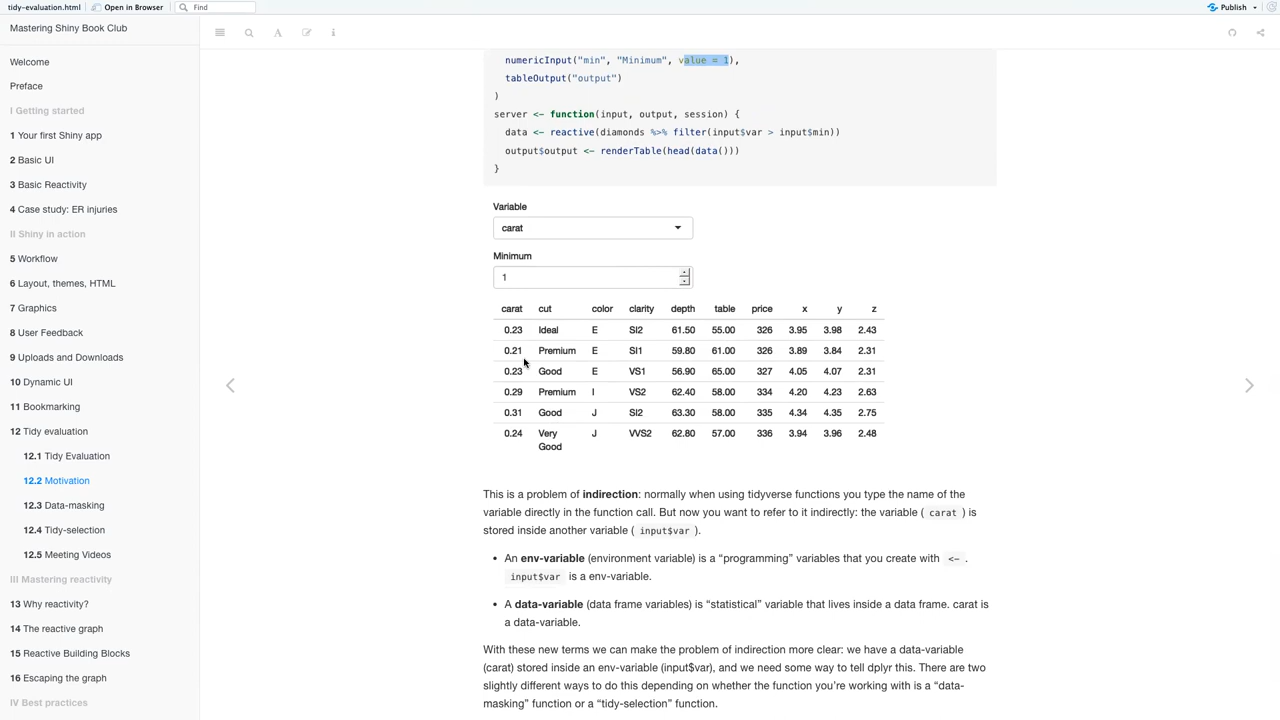 tidy-evaluation.html
Open in Browser
Find
Publish
Mastering Shiny Book Club
Welcome
Preface
I Getting started
1 Your first Shiny app
2 Basic UI
3 Basic Reactivity
4 Case study: ER injuries
II Shiny in action
5 Workflow
6 Layout, themes, HTML
7 Graphics
8 User Feedback
9 Uploads and Downloads
10 Dynamic UI
11 Bookmarking
12 Tidy evaluation
12.1 Tidy Evaluation
12.2 Motivation
12.3 Data-masking
12.4 Tidy-selection
12.5 Meeting Videos
III Mastering reactivity
13 Why reactivity?
14 The reactive graph
15 Reactive Building Blocks
16 Escaping the graph
IV Best practices
numericInput("min", "Minimum", value = 1),
tableOutput("output")
)
server <- function(input, output, session) {
data <- reactive(diamonds %>% filter(input$var > input$min))
output$output <- renderTable(head(data()))
}
Variable
carat
Minimum
1
carat cut color clarity depth table price x y z
0.23 Ideal E SI2 61.50 55.00 326 3.95 3.98 2.43
0.21 Premium E SI1 59.80 61.00 326 3.89 3.84 2.31
0.23 Good E VS1 56.90 65.00 327 4.05 4.07 2.31
0.29 Premium I VS2 62.40 58.00 334 4.20 4.23 2.63
0.31 Good J SI2 63.30 58.00 335 4.34 4.35 2.75
0.24 Very Good J VVS2 62.80 57.00 336 3.94 3.96 2.48
This is a problem of indirection: normally when using tidyverse functions you type the name of the
variable directly in the function call. But now you want to refer to it indirectly: the variable ( carat ) is
stored inside another variable ( input$var ).
• An env-variable (environment variable) is a “programming” variables that you create with <- .
input$var is a env-variable.
• A data-variable (data frame variables) is “statistical” variable that lives inside a data frame. carat is
a data-variable.
With these new terms we can make the problem of indirection more clear: we have a data-variable
(carat) stored inside an env-variable (input$var), and we need some way to tell dplyr this. There are two
slightly different ways to do this depending on whether the function you’re working with is a “data-
masking” function or a “tidy-selection” function.